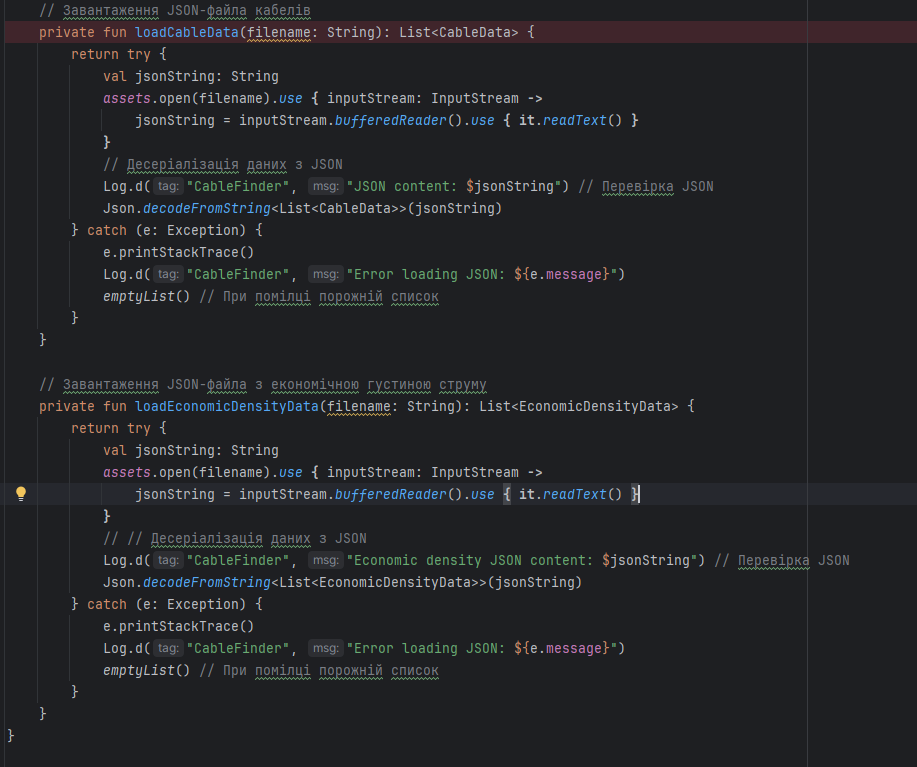 // Завантаження JSON-файла кабелів
private fun loadCableData(filename: String): List<CableData> {
return try {
val jsonString: String
assets.open(filename).use { inputStream: InputStream ->
jsonString = inputStream.bufferedReader().use { it.readText() }
}
// Десеріалізація даних з JSON
Log.d( tag: "CableFinder", msg: "JSON content: $jsonString") // Перевірка JSON
Json.decodeFromString<List<CableData>>(jsonString)
} catch (e: Exception) {
e.printStackTrace()
Log.d( tag: "CableFinder", msg: "Error loading JSON: ${e.message}")
emptyList() // При помілці порожній список
}
}
// Завантаження JSON-файла з економічною густиною струму
private fun loadEconomicDensityData(filename: String): List<EconomicDensityData> {
return try {
val jsonString: String
assets.open(filename).use { inputStream: InputStream ->
jsonString = inputStream.bufferedReader().use { it.readText() }
}
// // Десеріалізація даних з JSON
Log.d( tag: "CableFinder", msg: "Economic density JSON content: $jsonString") // Перевірка JSON
Json.decodeFromString<List<EconomicDensityData>>(jsonString)
} catch (e: Exception) {
e.printStackTrace()
Log.d( tag: "CableFinder", msg: "Error loading JSON: ${e.message}")
emptyList() // При помілці порожній список
}
}
}